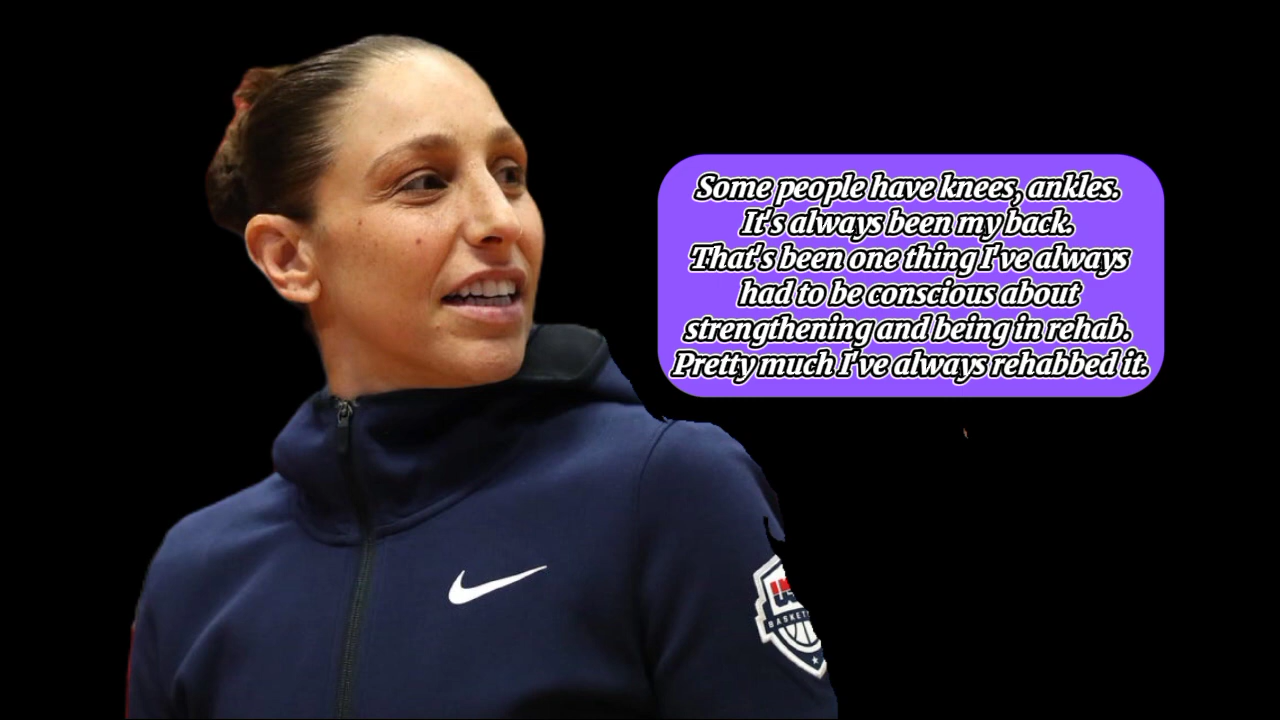 Some people have knees, ankles.
It's always been my back.
That's been one thing I've always
had to be conscious about
strengthening and being in rehab.
Pretty much I've always rehabbed it.
BASKET